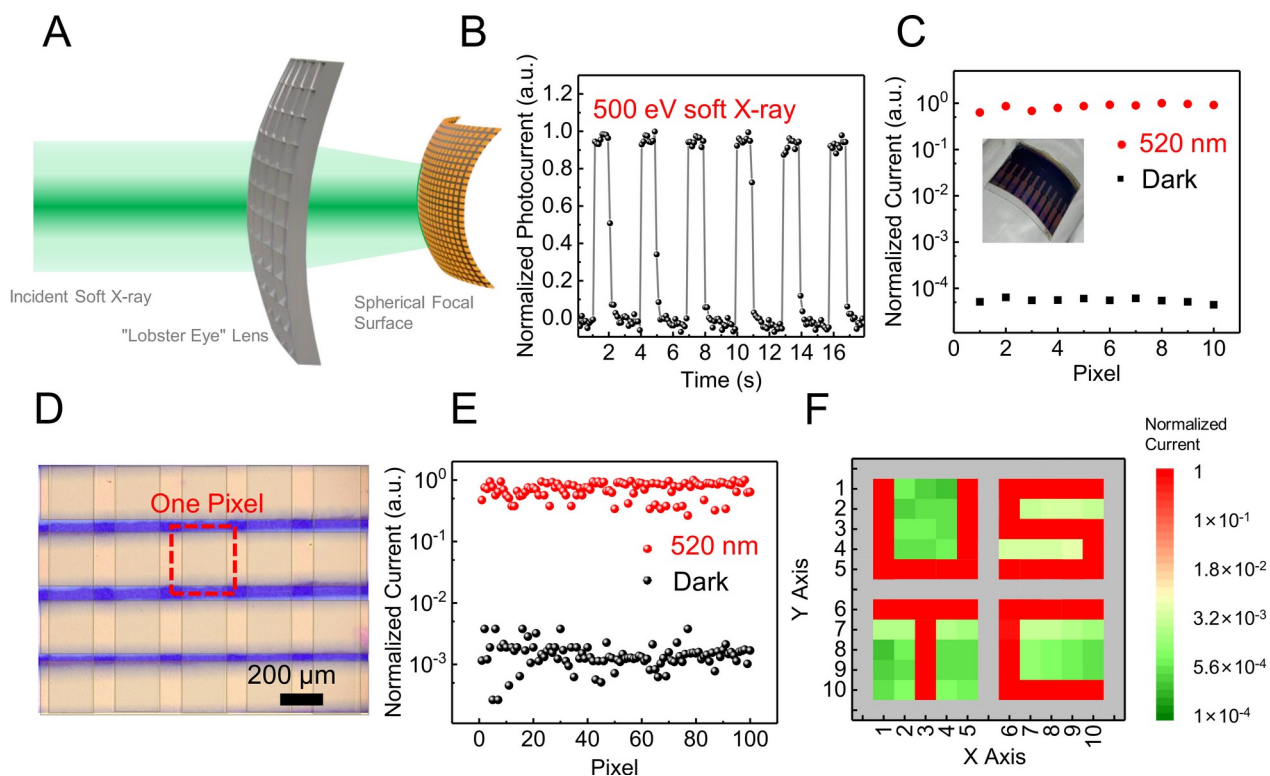 A
Incident Soft X-ray
"Lobster Eye" Lens
Spherical Focal
Surface
B
Normalized Photocurrent (a.u.)
1.2
1.0
0.8
0.6
0.4
0.2
0.0
500 eV soft X-ray
2 4 6 8 10 12 14 16
Time (s)
C
Normalized Current (a.u.)
10^0
10^-1
10^-2
10^-3
10^-4
520 nm
Dark
0 2 4 6 8 10
Pixel
D
One Pixel
200 µm
E
Normalized Current (a.u.)
10^0
10^-1
10^-2
10^-3
520 nm
Dark
0 20 40 60 80 100
Pixel
F
Y Axis
1
2
3
4
5
6
7
8
9
10
U S
T C
1 2 3 4 5 6 7 8 9 10
X Axis
Normalized
Current
1
1×10^-1
1.8×10^-2
3.2×10^-3
5.6×10^-4
1×10^-4